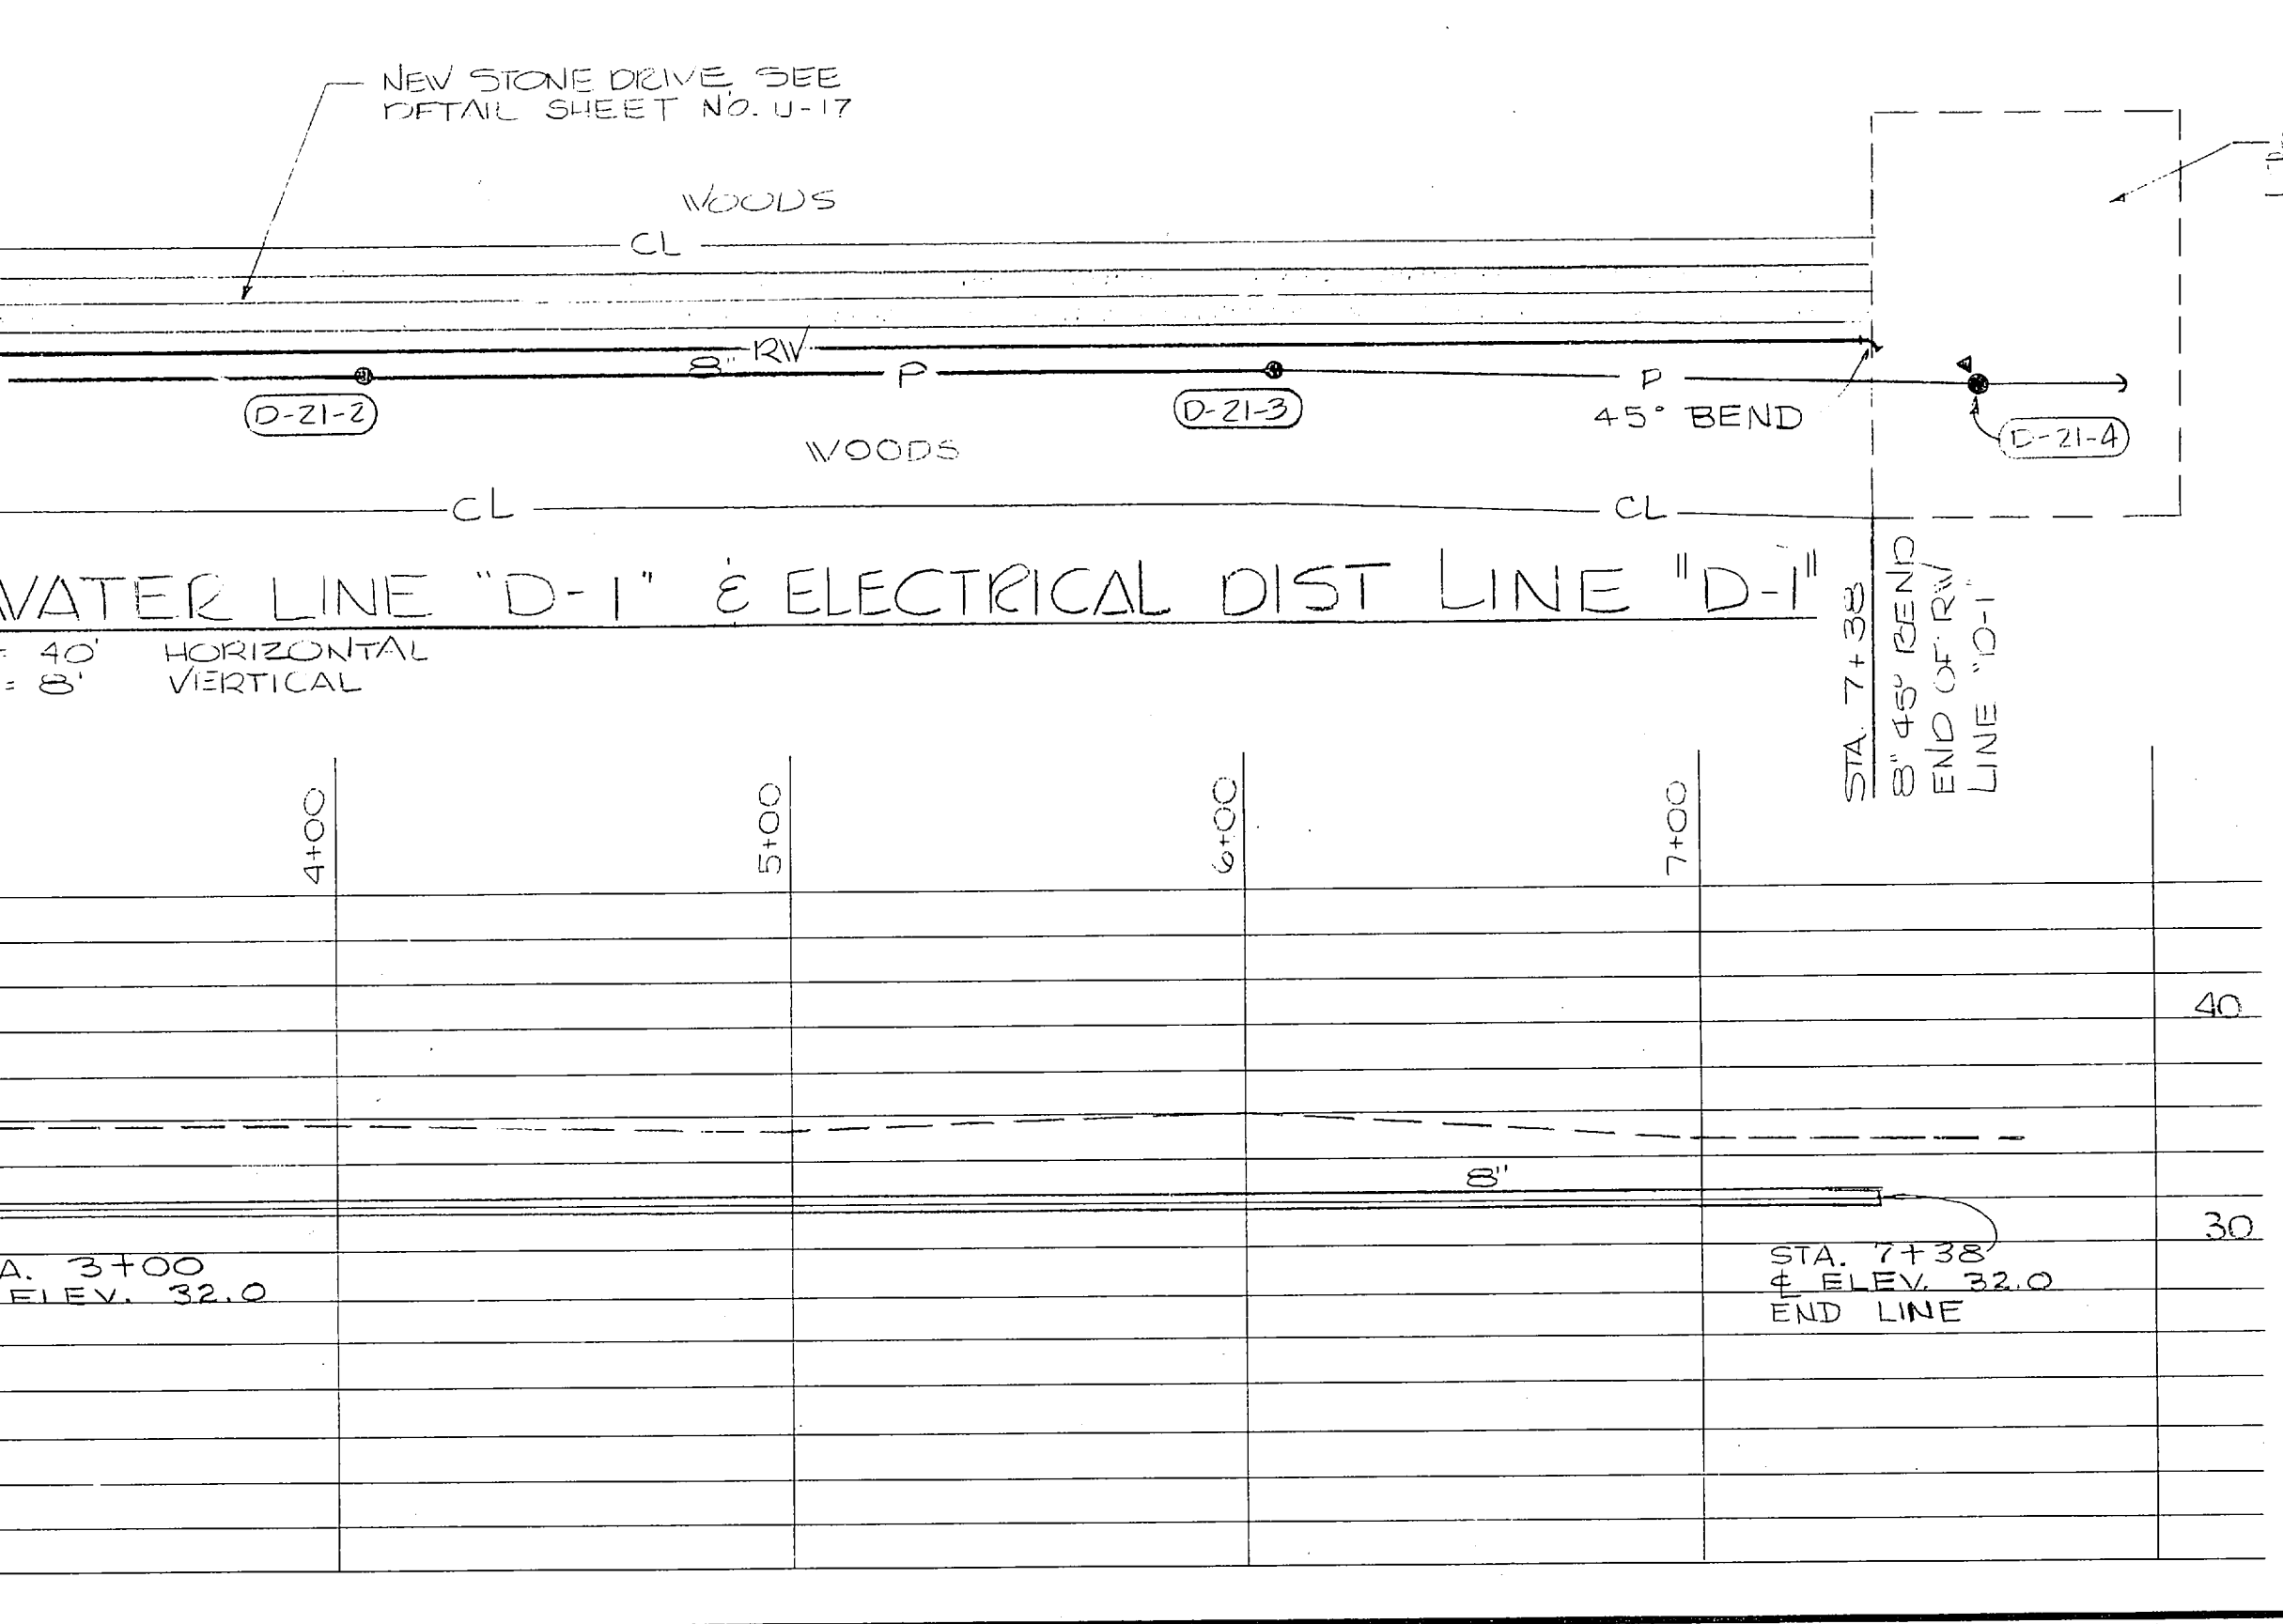 NEW STONE DRIVE, SEE
DETAIL SHEET NO. U-17
WOODS
CL
8" RW
P
P
D-21-2
D-21-3
45° BEND
D-21-4
WOODS
CL
CL
WATER LINE "D-1" & ELECTRICAL DIST LINE "D-1"
= 40' HORIZONTAL
= 8' VERTICAL
STA. 7+38
8" 45° BEND
END OF RW
LINE "D-1"
4+00
5+00
6+00
7+00
40
8"
30
A. 3+00
ELEV. 32.0
STA. 7+38
℄ ELEV. 32.0
END LINE